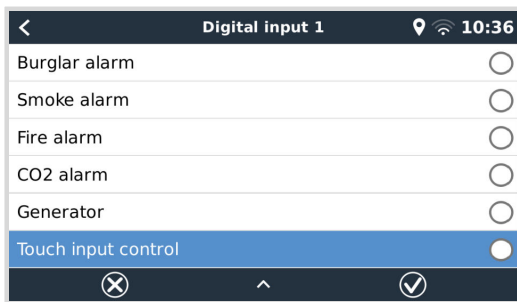 Digital input 1 10:36
Burglar alarm
Smoke alarm
Fire alarm
CO2 alarm
Generator
Touch input control